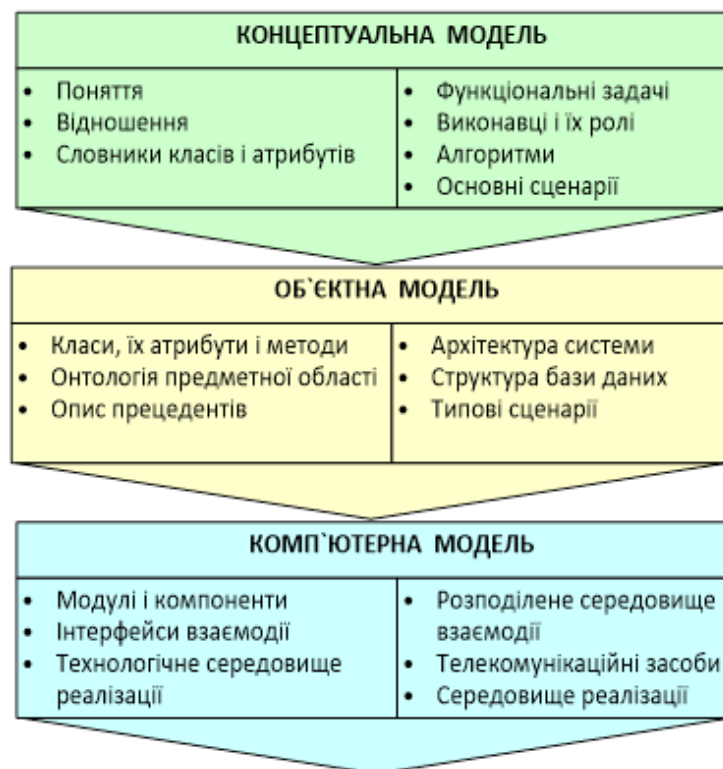 КОНЦЕПТУАЛЬНА МОДЕЛЬ
• Поняття
• Відношення
• Словники класів і атрибутів
• Функціональні задачі
• Виконавці і їх ролі
• Алгоритми
• Основні сценарії
ОБ`ЄКТНА МОДЕЛЬ
• Класи, їх атрибути і методи
• Онтологія предметної області
• Опис прецедентів
• Архітектура системи
• Структура бази даних
• Типові сценарії
КОМП`ЮТЕРНА МОДЕЛЬ
• Модулі і компоненти
• Інтерфейси взаємодії
• Технологічне середовище
реалізації
• Розподілене середовище
взаємодії
• Телекомунікаційні засоби
• Середовище реалізації